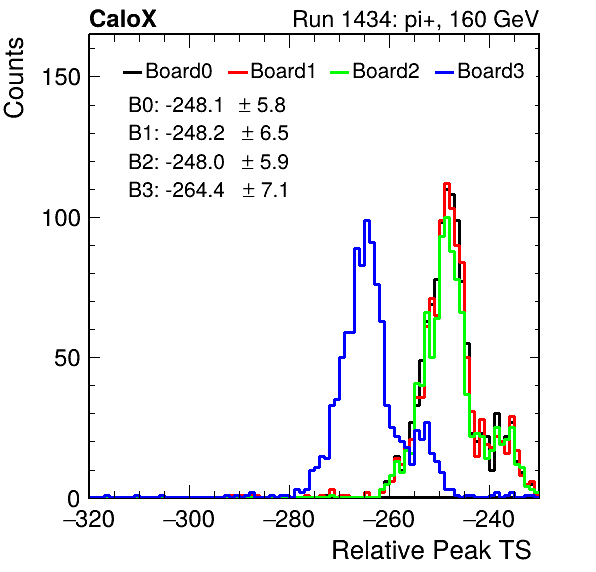 CaloX Run 1434: pi+, 160 GeV
Counts
150
100
50
0
Board0 Board1 Board2 Board3
B0: -248.1 ± 5.8
B1: -248.2 ± 6.5
B2: -248.0 ± 5.9
B3: -264.4 ± 7.1
−320 −300 −280 −260 −240
Relative Peak TS